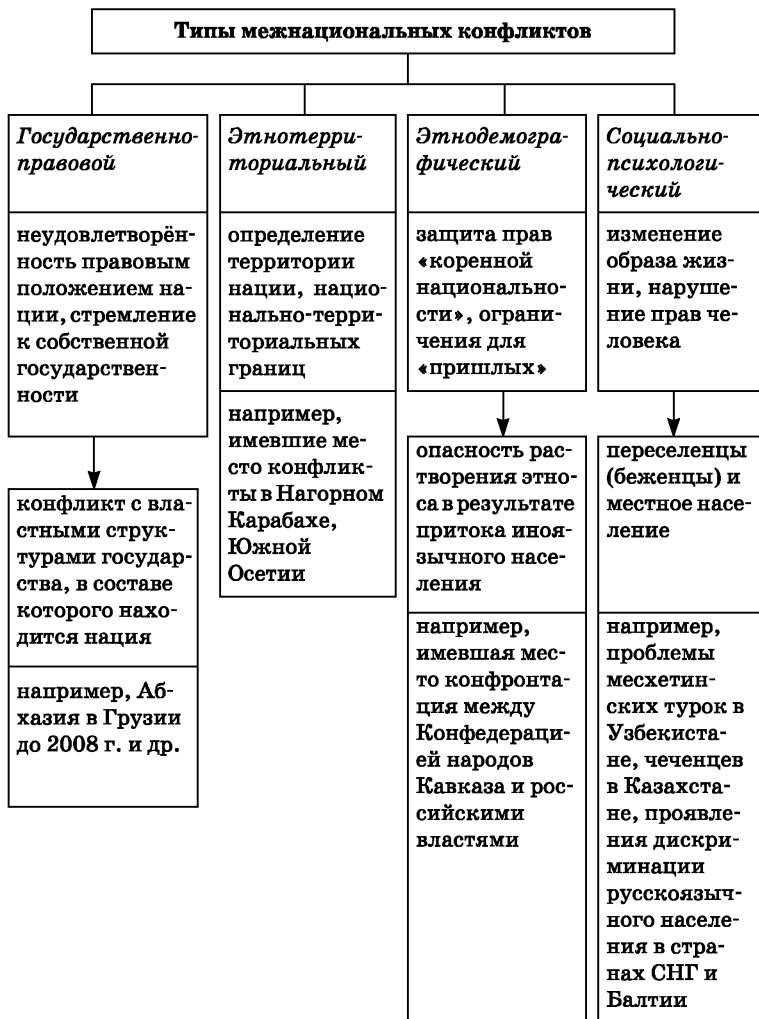 Типы межнациональных конфликтов
Государственно-
правовой
неудовлетворён-
ность правовым
положением на-
ции, стремление
к собственной
государствен-
ности
конфликт с вла-
стными струк-
турами государ-
ства, в составе
которого нахо-
дится нация
например, Аб-
хазия в Грузии
до 2008 г. и др.
Этнотерри-
ториальный
определение
территории
нации, нацио-
нально-терри-
ториальных
границ
например,
имевшие ме-
сто конфлик-
ты в Нагорном
Карабахе,
Южной
Осетии
Этнодемогра-
фический
защита прав
«коренной
национально-
сти», ограни-
чения для
«пришлых»
опасность рас-
творения этно-
са в результате
притока иноя-
зычного насе-
ления
например,
имевшая мес-
то конфронта-
ция между
Конфедераци-
ей народов
Кавказа и рос-
сийскими
властями
Социально-
психологи-
ческий
изменение
образа жиз-
ни, наруше-
ние прав че-
ловека
переселенцы
(беженцы) и
местное насе-
ление
например,
проблемы
месхетин-
ских турок в
Узбекиста-
не, чеченцев
в Казахста-
не, проявле-
ния дискри-
минации
русскоязыч-
ного населе-
ния в стра-
нах СНГ и
Балтии